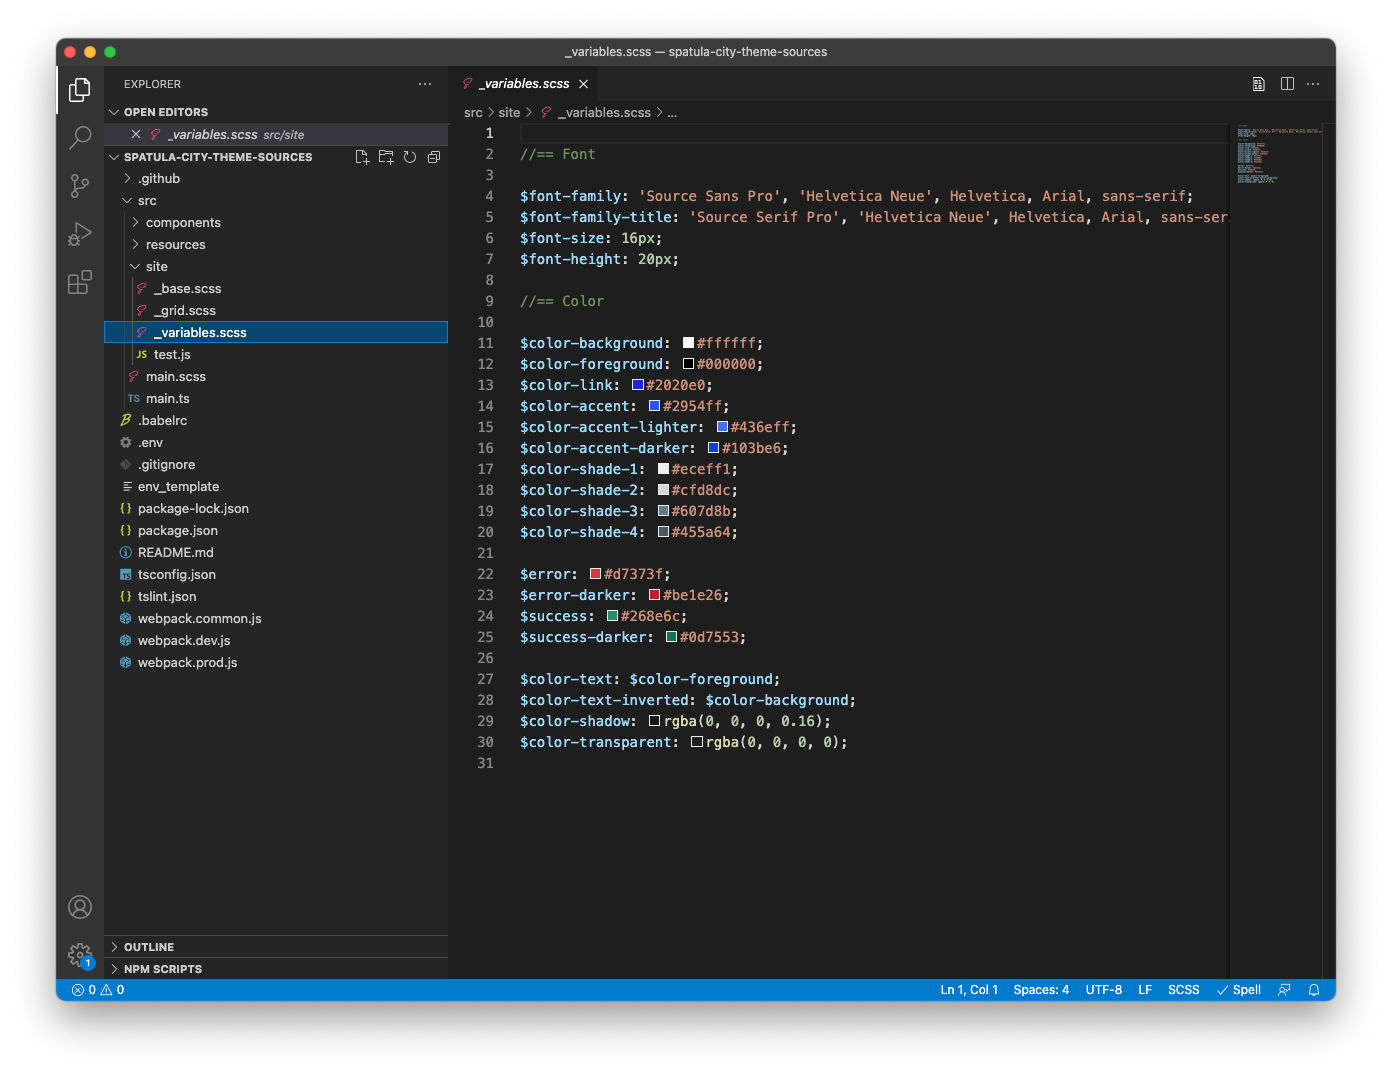 _variables.scss — spatula-city-theme-sources
EXPLORER
OPEN EDITORS
_variables.scss src/site
SPATULA-CITY-THEME-SOURCES
.github
src
components
resources
site
_base.scss
_grid.scss
_variables.scss
JS test.js
main.scss
TS main.ts
.babelrc
.env
.gitignore
env_template
{} package-lock.json
{} package.json
README.md
TS tsconfig.json
{} tslint.json
webpack.common.js
webpack.dev.js
webpack.prod.js
OUTLINE
NPM SCRIPTS
_variables.scss
src > site > _variables.scss > ...
1
2 //== Font
3
4 $font-family: 'Source Sans Pro', 'Helvetica Neue', Helvetica, Arial, sans-serif;
5 $font-family-title: 'Source Serif Pro', 'Helvetica Neue', Helvetica, Arial, sans-ser
6 $font-size: 16px;
7 $font-height: 20px;
8
9 //== Color
10
11 $color-background: #ffffff;
12 $color-foreground: #000000;
13 $color-link: #2020e0;
14 $color-accent: #2954ff;
15 $color-accent-lighter: #436eff;
16 $color-accent-darker: #103be6;
17 $color-shade-1: #eceff1;
18 $color-shade-2: #cfd8dc;
19 $color-shade-3: #607d8b;
20 $color-shade-4: #455a64;
21
22 $error: #d7373f;
23 $error-darker: #be1e26;
24 $success: #268e6c;
25 $success-darker: #0d7553;
26
27 $color-text: $color-foreground;
28 $color-text-inverted: $color-background;
29 $color-shadow: rgba(0, 0, 0, 0.16);
30 $color-transparent: rgba(0, 0, 0, 0);
31
1
0 0 Ln 1, Col 1 Spaces: 4 UTF-8 LF SCSS Spell